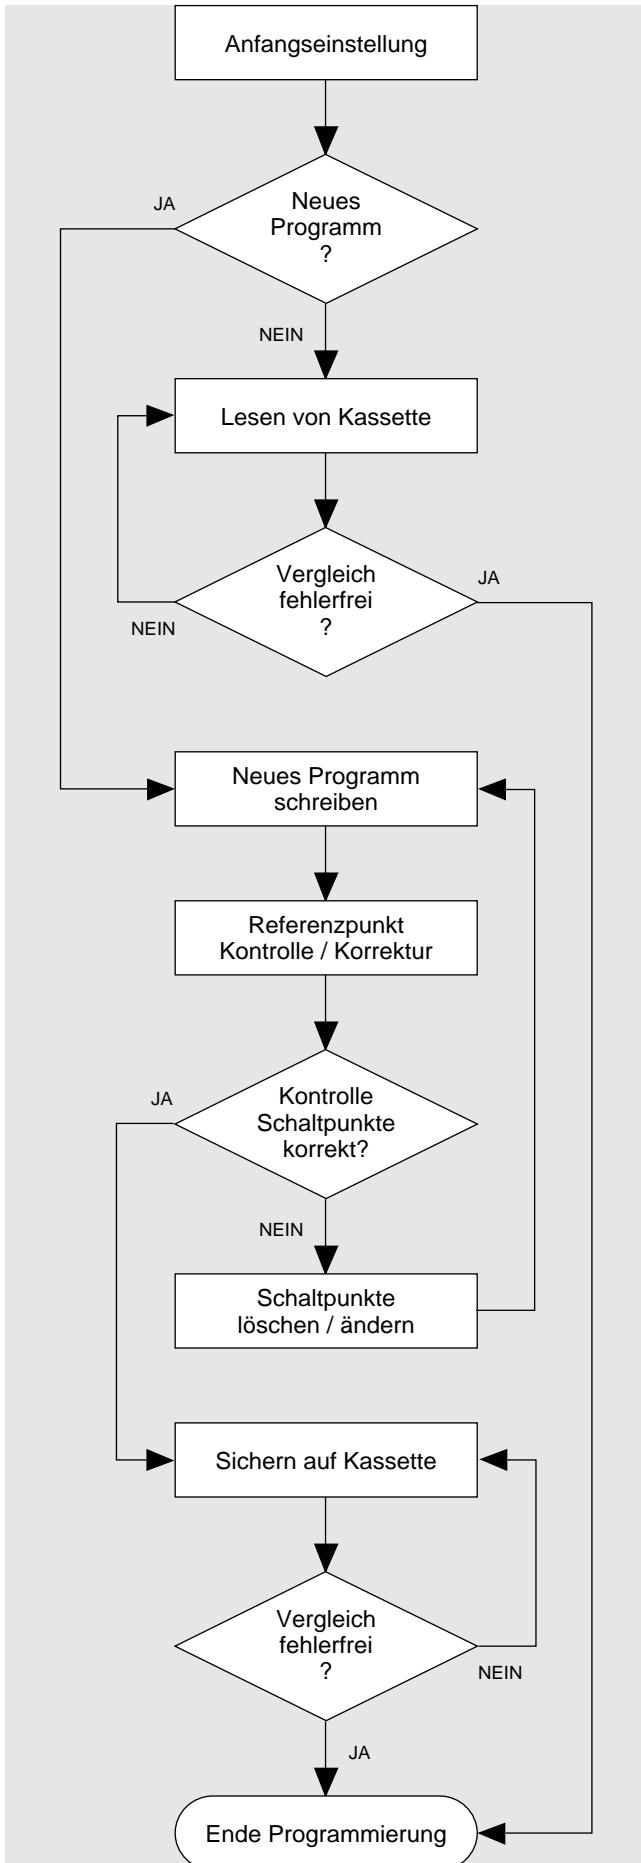 Anfangseinstellung
JA
Neues
Programm
?
NEIN
Lesen von Kassette
Vergleich
fehlerfrei
?
JA
NEIN
Neues Programm
schreiben
Referenzpunkt
Kontrolle / Korrektur
JA
Kontrolle
Schaltpunkte
korrekt?
NEIN
Schaltpunkte
löschen / ändern
Sichern auf Kassette
Vergleich
fehlerfrei
?
NEIN
JA
Ende Programmierung